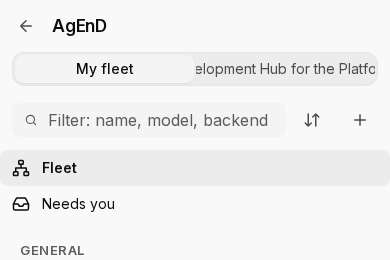 AgEnD
My fleet
elopment Hub for the Platfo
Filter: name, model, backend
Fleet
Needs you
GENERAL